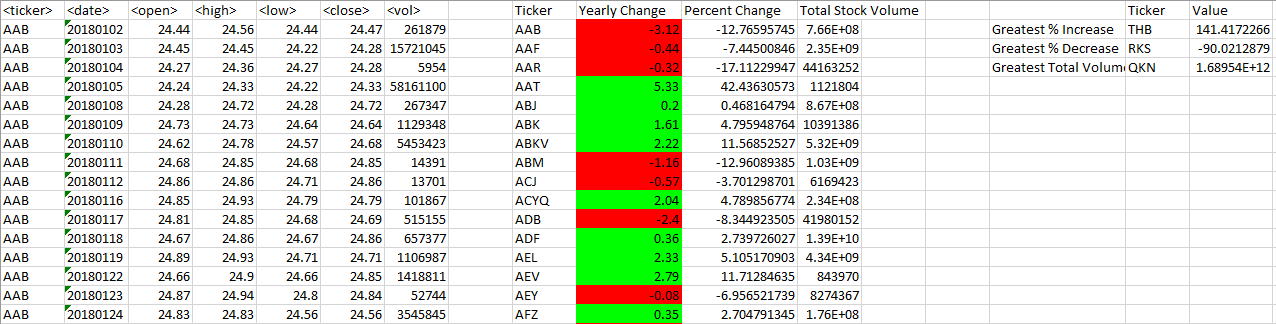 <ticker> <date> <open> <high> <low> <close> <vol> Ticker Yearly Change Percent Change Total Stock Volume Ticker Value
AAB 20180102 24.44 24.56 24.44 24.47 261879 AAB -3.12 -12.76595745 7.66E+08 Greatest % Increase THB 141.4172266
AAB 20180103 24.45 24.45 24.22 24.28 15721045 AAF -0.44 -7.44500846 2.35E+09 Greatest % Decrease RKS -90.0212879
AAB 20180104 24.27 24.36 24.27 24.28 5954 AAR -0.32 -17.11229947 44163252 Greatest Total Volum QKN 1.68954E+12
AAB 20180105 24.24 24.33 24.22 24.33 58161100 AAT 5.33 42.43630573 1121804
AAB 20180108 24.28 24.72 24.28 24.72 267347 ABJ 0.2 0.468164794 8.67E+08
AAB 20180109 24.73 24.73 24.64 24.64 1129348 ABK 1.61 4.795948764 10391386
AAB 20180110 24.62 24.78 24.57 24.68 5453423 ABKV 2.22 11.56852527 5.32E+09
AAB 20180111 24.68 24.85 24.68 24.85 14391 ABM -1.16 -12.96089385 1.03E+09
AAB 20180112 24.86 24.86 24.71 24.86 13701 ACJ -0.57 -3.701298701 6169423
AAB 20180116 24.85 24.93 24.79 24.79 101867 ACYQ 2.04 4.789856774 2.34E+08
AAB 20180117 24.81 24.85 24.68 24.69 515155 ADB -2.4 -8.344923505 41980152
AAB 20180118 24.67 24.86 24.67 24.86 657377 ADF 0.36 2.739726027 1.39E+10
AAB 20180119 24.89 24.93 24.71 24.71 1106987 AEL 2.33 5.105170903 4.34E+09
AAB 20180122 24.66 24.9 24.66 24.85 1418811 AEV 2.79 11.71284635 843970
AAB 20180123 24.87 24.94 24.8 24.84 52744 AEY -0.08 -6.956521739 8274367
AAB 20180124 24.83 24.83 24.56 24.56 3545845 AFZ 0.35 2.704791345 1.76E+08